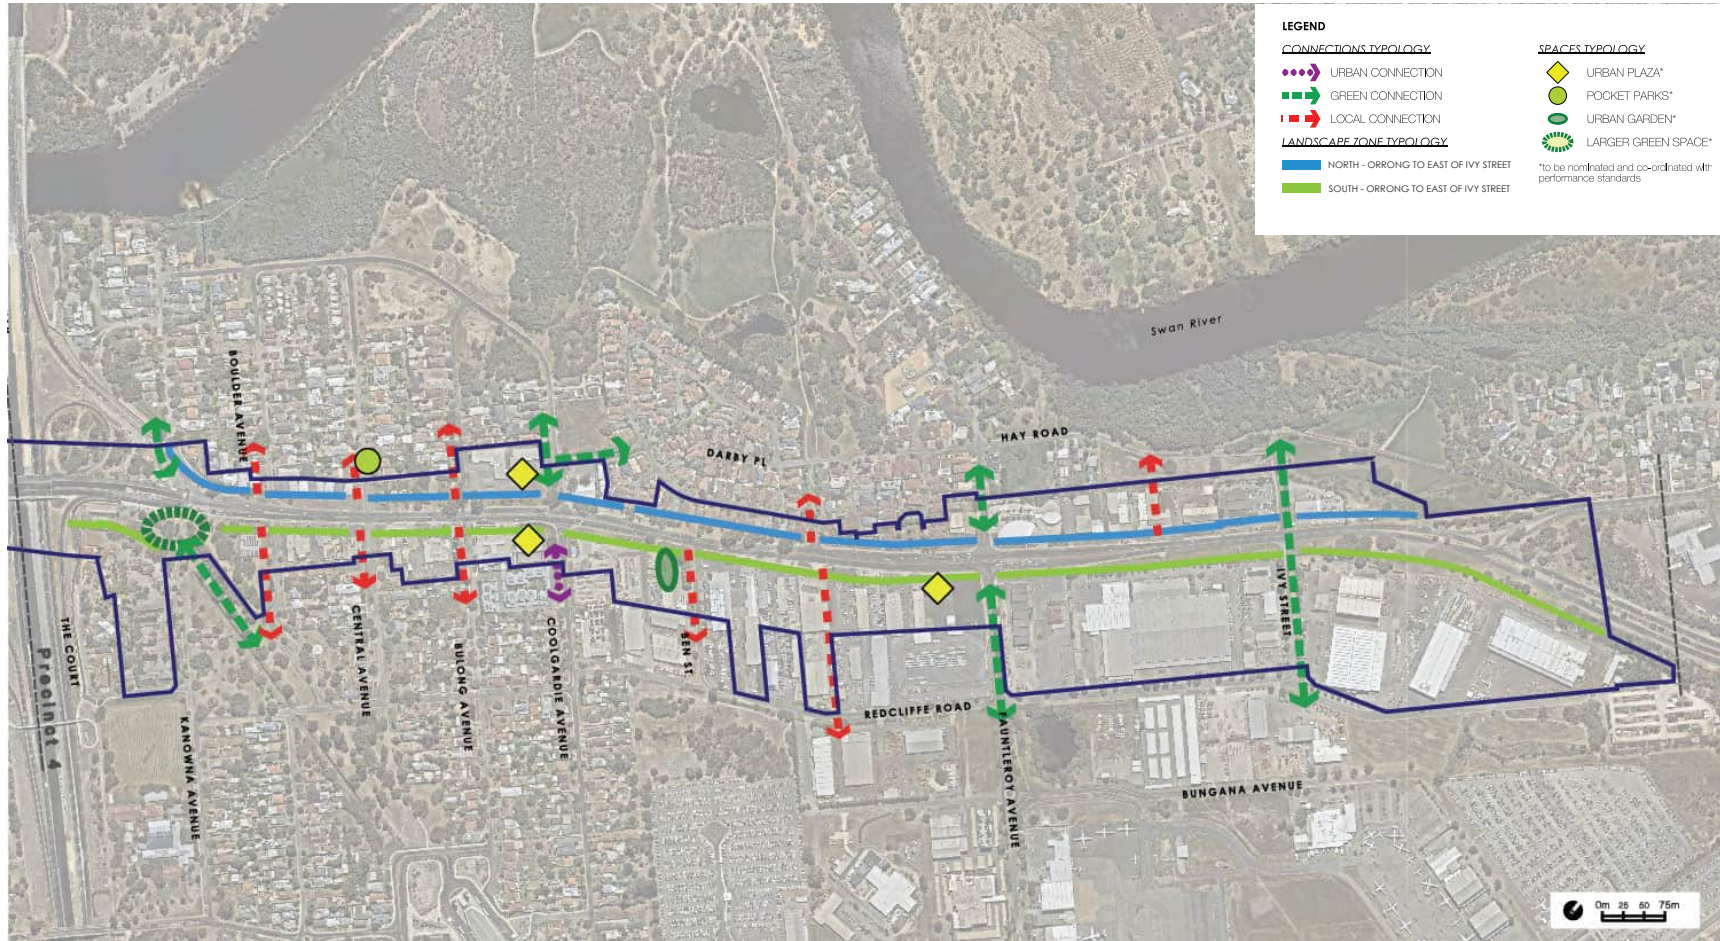 LEGEND
CONNECTIONS TYPOLOGY
URBAN CONNECTION
GREEN CONNECTION
LOCAL CONNECTION
LANDSCAPE ZONE TYPOLOGY
NORTH - ORRONG TO EAST OF IVY STREET
SOUTH - ORRONG TO EAST OF IVY STREET
SPACES TYPOLOGY
URBAN PLAZA*
POCKET PARKS*
URBAN GARDEN*
LARGER GREEN SPACE*
*to be nominated and co-ordinated with
performance standards
Swan River
BOULDER AVENUE
DARBY PL
HAY ROAD
THE COURT
Precinct 4
KANOWNA AVENUE
CENTRAL AVENUE
BULONG AVENUE
COOLGARDIE AVENUE
BEN ST
REDCLIFFE ROAD
FAUNTLEROY AVENUE
IVY STREET
BUNGANA AVENUE
0m 25 50 75m